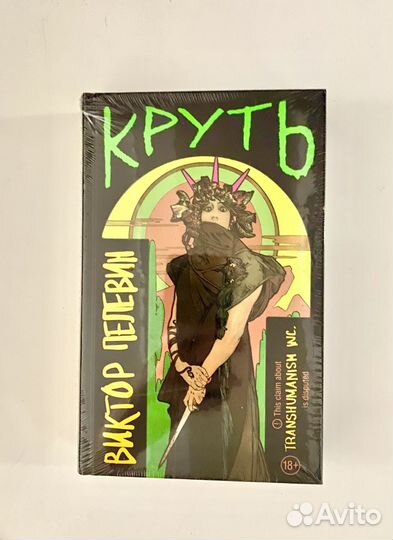 КРУТЬ
ВИКТОР ПЕЛЕВИН
This claim about
TRANSHUMANISM INC.
is disputed
18+
Avito